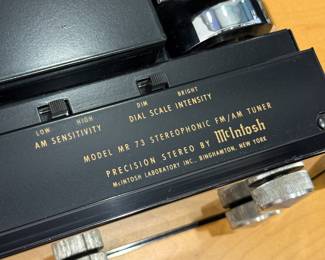 LOW HIGH
AM SENSITIVITY
DIM BRIGHT
DIAL SCALE INTENSITY
MODEL MR 73 STEREOPHONIC FM/AM TUNER
PRECISION STEREO BY McIntosh
McINTOSH LABORATORY INC., BINGHAMTON, NEW YORK